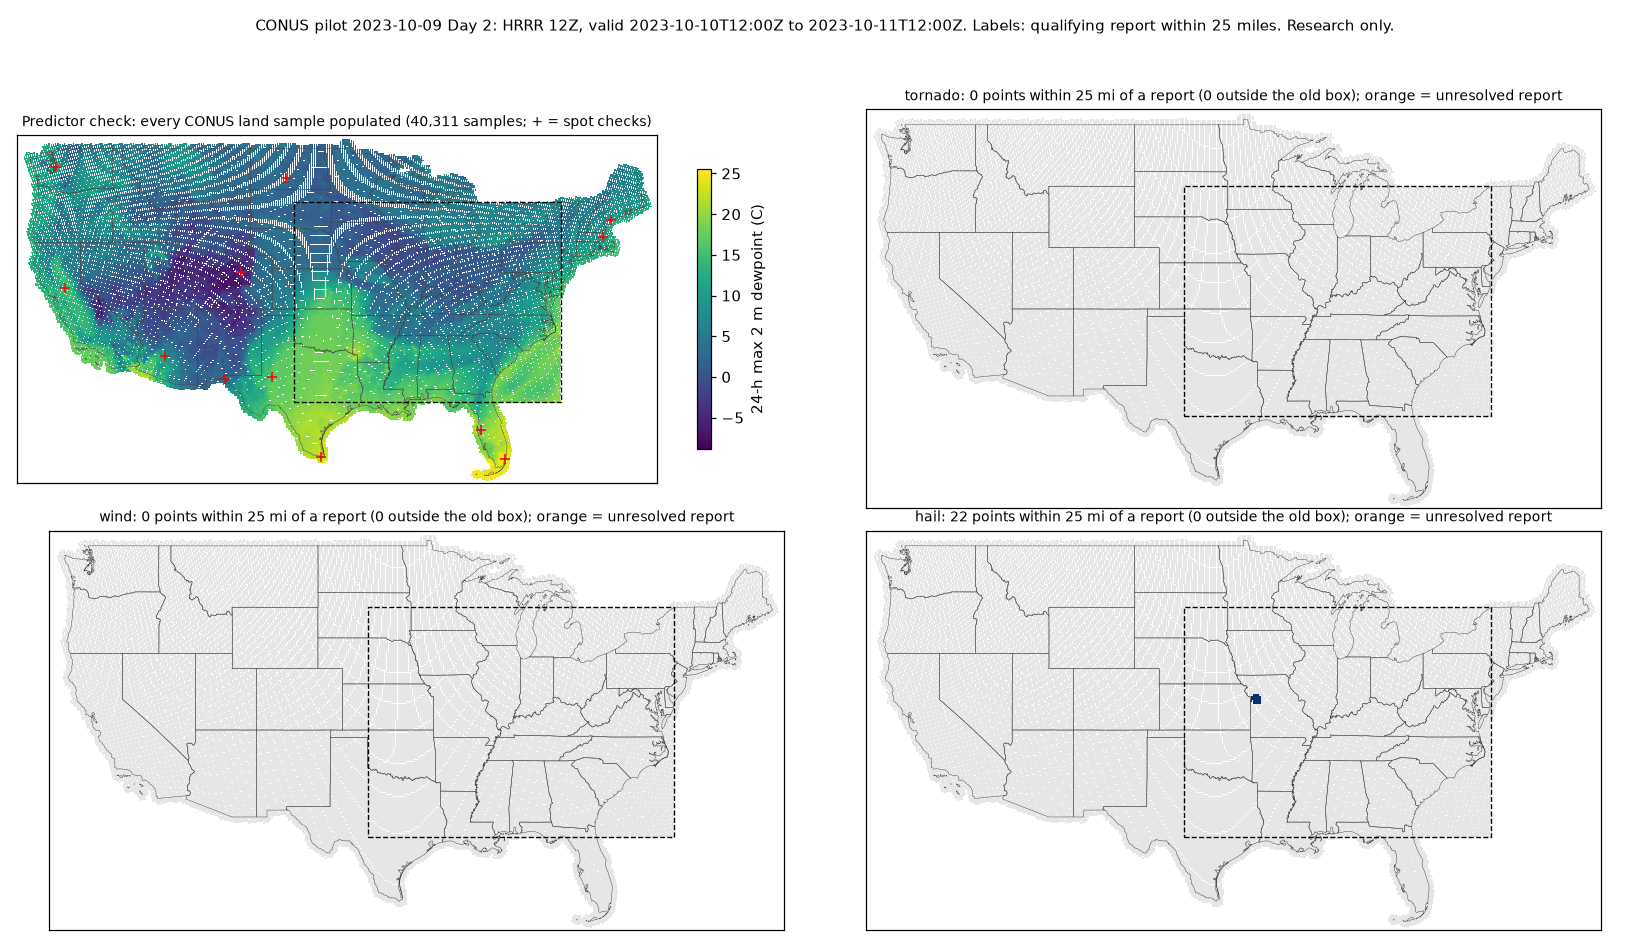 CONUS pilot 2023-10-09 Day 2: HRRR 12Z, valid 2023-10-10T12:00Z to 2023-10-11T12:00Z. Labels: qualifying report within 25 miles. Research only.
Predictor check: every CONUS land sample populated (40,311 samples; + = spot checks)
25
20
15
10
5
0
−5
24-h max 2 m dewpoint (C)
tornado: 0 points within 25 mi of a report (0 outside the old box); orange = unresolved report
wind: 0 points within 25 mi of a report (0 outside the old box); orange = unresolved report
hail: 22 points within 25 mi of a report (0 outside the old box); orange = unresolved report